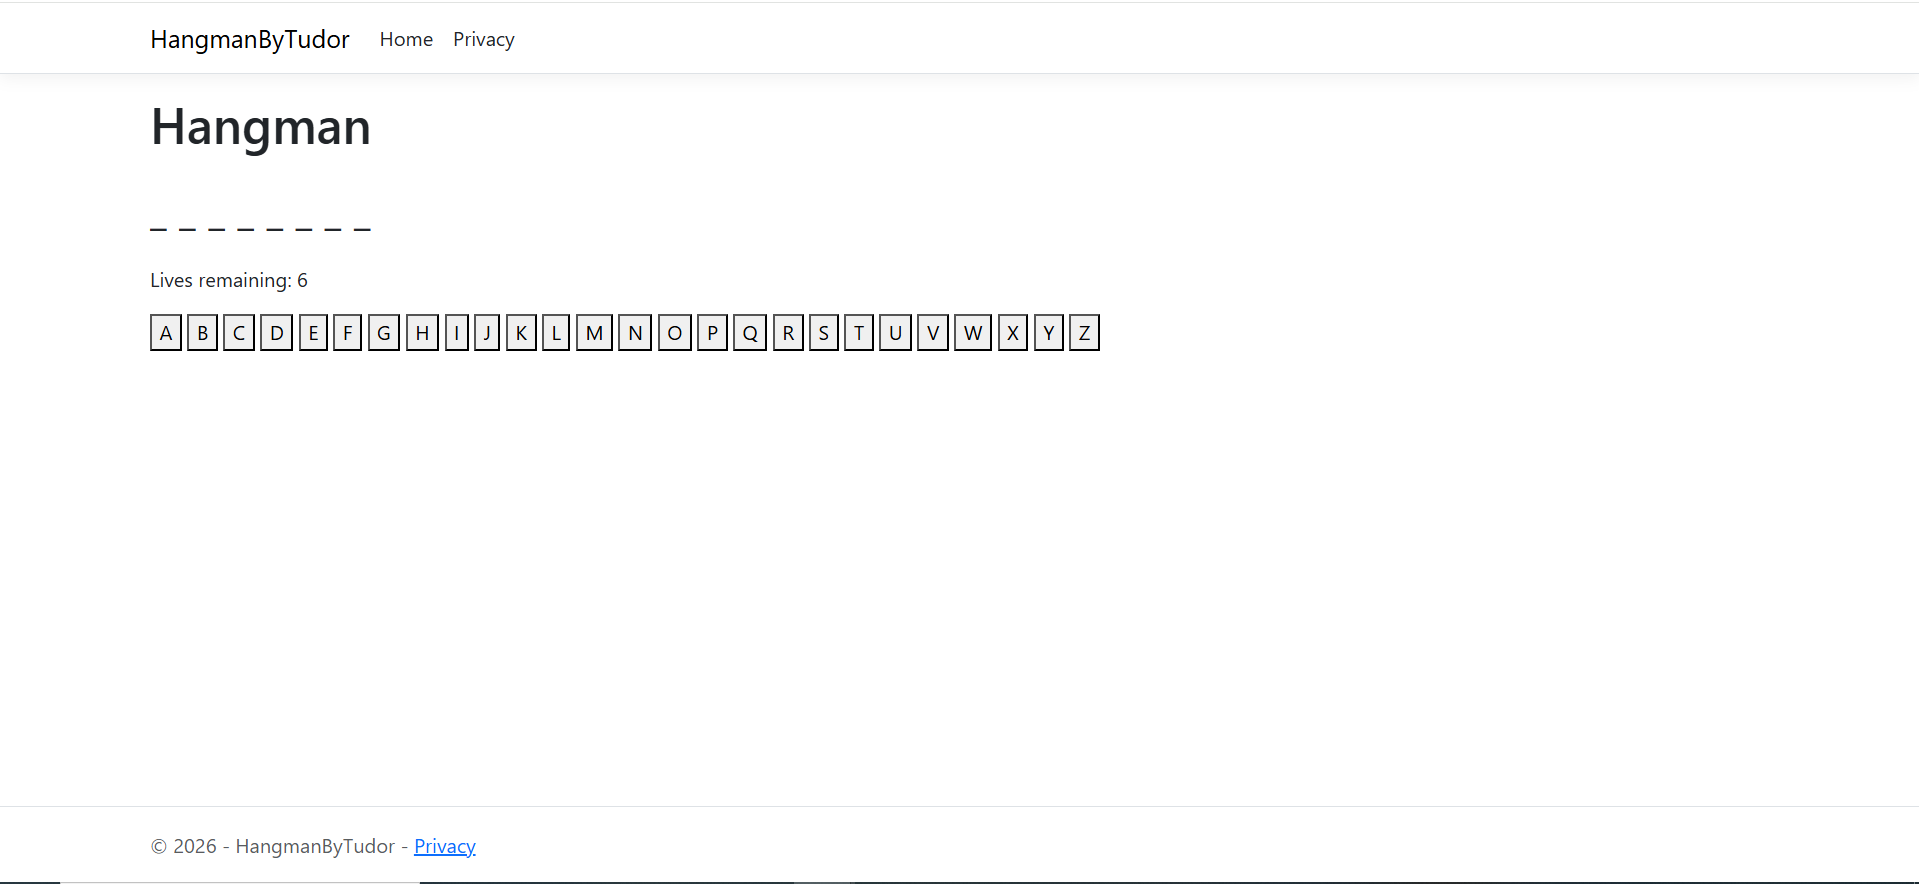 HangmanByTudor Home Privacy
Hangman
_ _ _ _ _ _ _ _
Lives remaining: 6
A B C D E F G H I J K L M N O P Q R S T U V W X Y Z
© 2026 - HangmanByTudor - Privacy